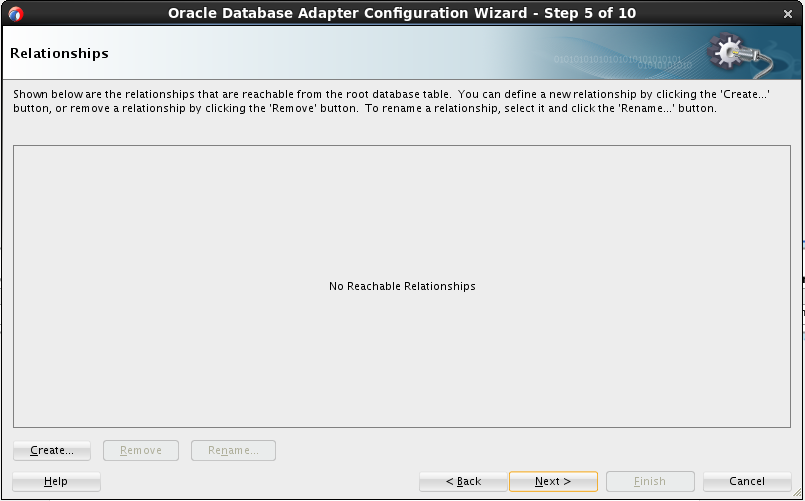 Oracle Database Adapter Configuration Wizard - Step 5 of 10
Relationships
Shown below are the relationships that are reachable from the root database table.  You can define a new relationship by clicking the 'Create...'
button, or remove a relationship by clicking the 'Remove' button.  To rename a relationship, select it and click the 'Rename...' button.
No Reachable Relationships
Create... Remove Rename...
Help < Back Next > Finish Cancel